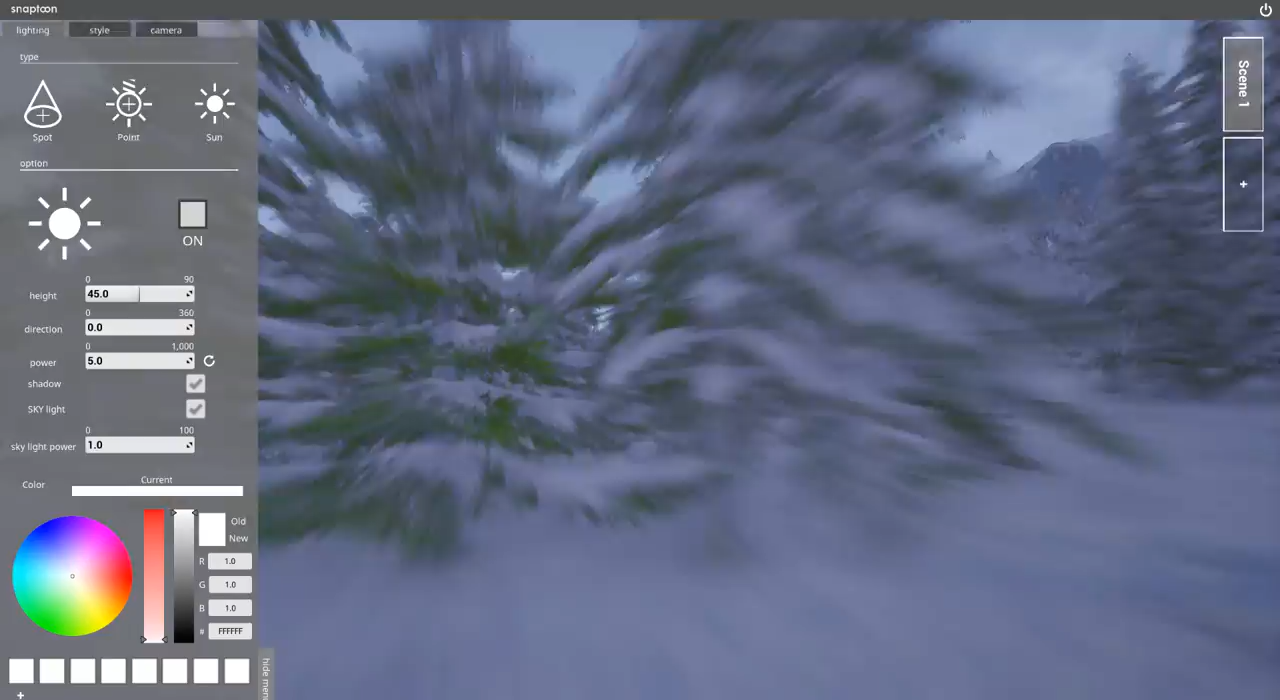 snaptoon
lighting
style
camera
type
Spot
Point
Sun
option
ON
0 90
height 45.0
0 360
direction 0.0
0 1,000
power 5.0
shadow
SKY light
0 100
sky light power 1.0
Color Current
Old
New
R 1.0
G 1.0
B 1.0
# FFFFFF
+
hide menu
Scene 1
+